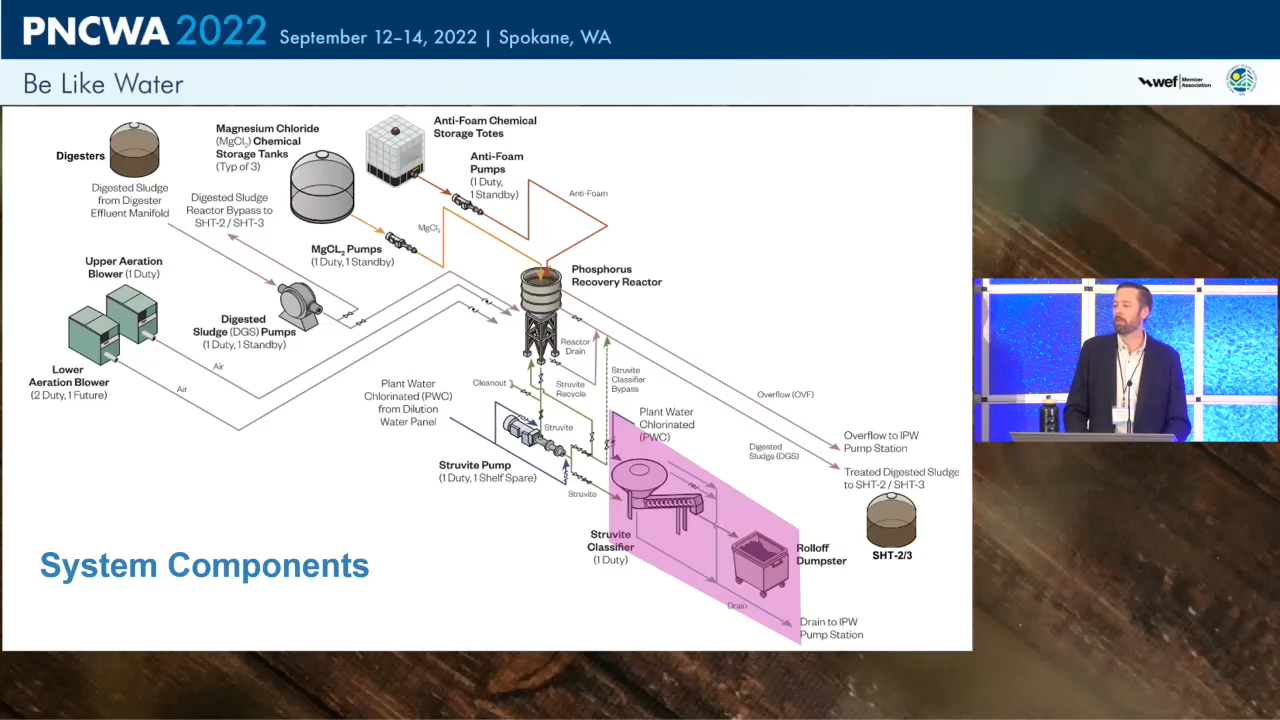 PNCWA 2022 September 12–14, 2022 | Spokane, WA
Be Like Water
wef Member
Association
Digesters
Digested Sludge
from Digester
Effluent Manifold
Magnesium Chloride
(MgCl2) Chemical
Storage Tanks
(Typ of 3)
Anti-Foam Chemical
Storage Totes
Anti-Foam
Pumps
(1 Duty,
1 Standby)
Anti-Foam
Digested Sludge
Reactor Bypass to
SHT-2 / SHT-3
MgCl2
MgCL2 Pumps
(1 Duty, 1 Standby)
Upper Aeration
Blower (1 Duty)
Phosphorus
Recovery Reactor
Digested
Sludge (DGS) Pumps
(1 Duty, 1 Standby)
Lower
Aeration Blower
(2 Duty, 1 Future)
Air
Air
Reactor
Drain
Plant Water
Chlorinated (PWC)
from Dilution
Water Panel
Cleanout
Struvite
Recycle
Struvite
Classifier
Bypass
Overflow (OVF)
Plant Water
Chlorinated
(PWC)
Struvite
Digested
Sludge (DGS)
Overflow to IPW
Pump Station
Struvite Pump
(1 Duty, 1 Shelf Spare)
Struvite
Treated Digested Sludge
to SHT-2 / SHT-3
SHT-2/3
Struvite
Classifier
(1 Duty)
Rolloff
Dumpster
System Components
Drain
Drain to IPW
Pump Station